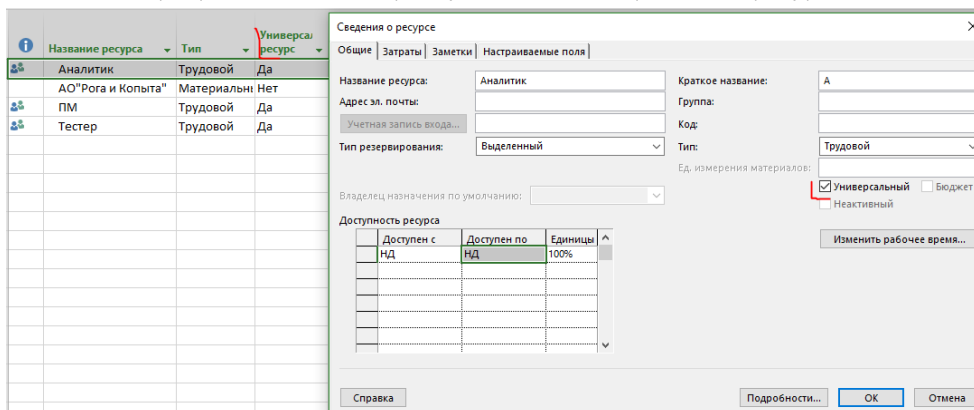 Название ресурса Тип Универсал ресурс
Аналитик Трудовой Да
АО"Рога и Копыта" Материальн Нет
ПМ Трудовой Да
Тестер Трудовой Да
Сведения о ресурсе
Общие Затраты Заметки Настраиваемые поля
Название ресурса: Аналитик Краткое название: А
Адрес эл. почты: Группа:
Учетная запись входа... Код:
Тип резервирования: Выделенный Тип: Трудовой
Ед. измерения материалов:
Универсальный Бюджет
Владелец назначения по умолчанию: Неактивный
Доступность ресурса
Доступен с Доступен по Единицы Изменить рабочее время...
НД НД 100%
Справка Подробности... ОК Отмена